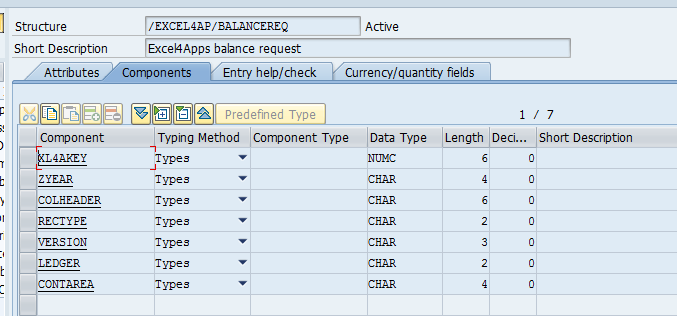 Structure /EXCEL4AP/BALANCEREQ Active
Short Description Excel4Apps balance request
Attributes Components Entry help/check Currency/quantity fields
Predefined Type 1 / 7
Component Typing Method Component Type Data Type Length Deci... Short Description
XL4AKEY Types NUMC 6 0
ZYEAR Types CHAR 4 0
COLHEADER Types CHAR 6 0
RECTYPE Types CHAR 2 0
VERSION Types CHAR 3 0
LEDGER Types CHAR 2 0
CONTAREA Types CHAR 4 0